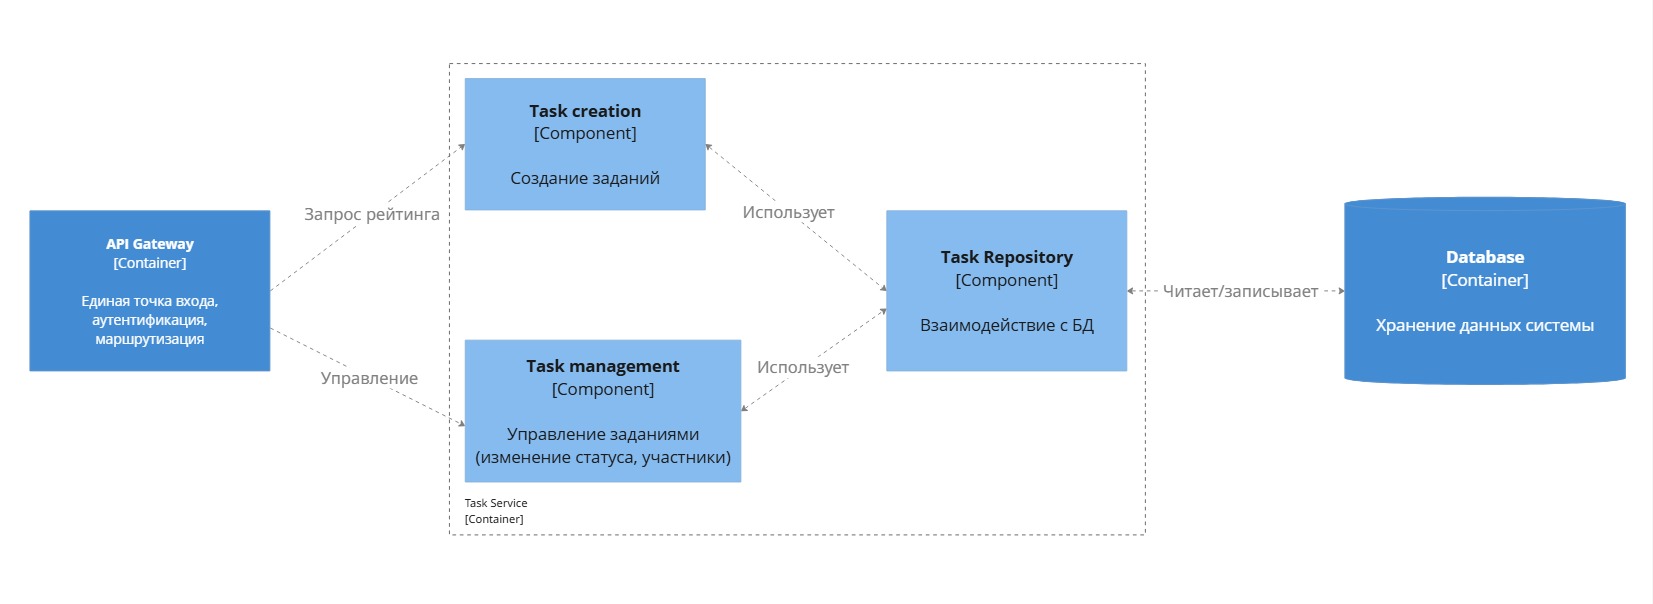 API Gateway
[Container]
Единая точка входа,
аутентификация,
маршрутизация
Запрос рейтинга
Управление
Task creation
[Component]
Создание заданий
Task management
[Component]
Управление заданиями
(изменение статуса, участники)
Task Service
[Container]
Использует
Использует
Task Repository
[Component]
Взаимодействие с БД
Читает/записывает
Database
[Container]
Хранение данных системы